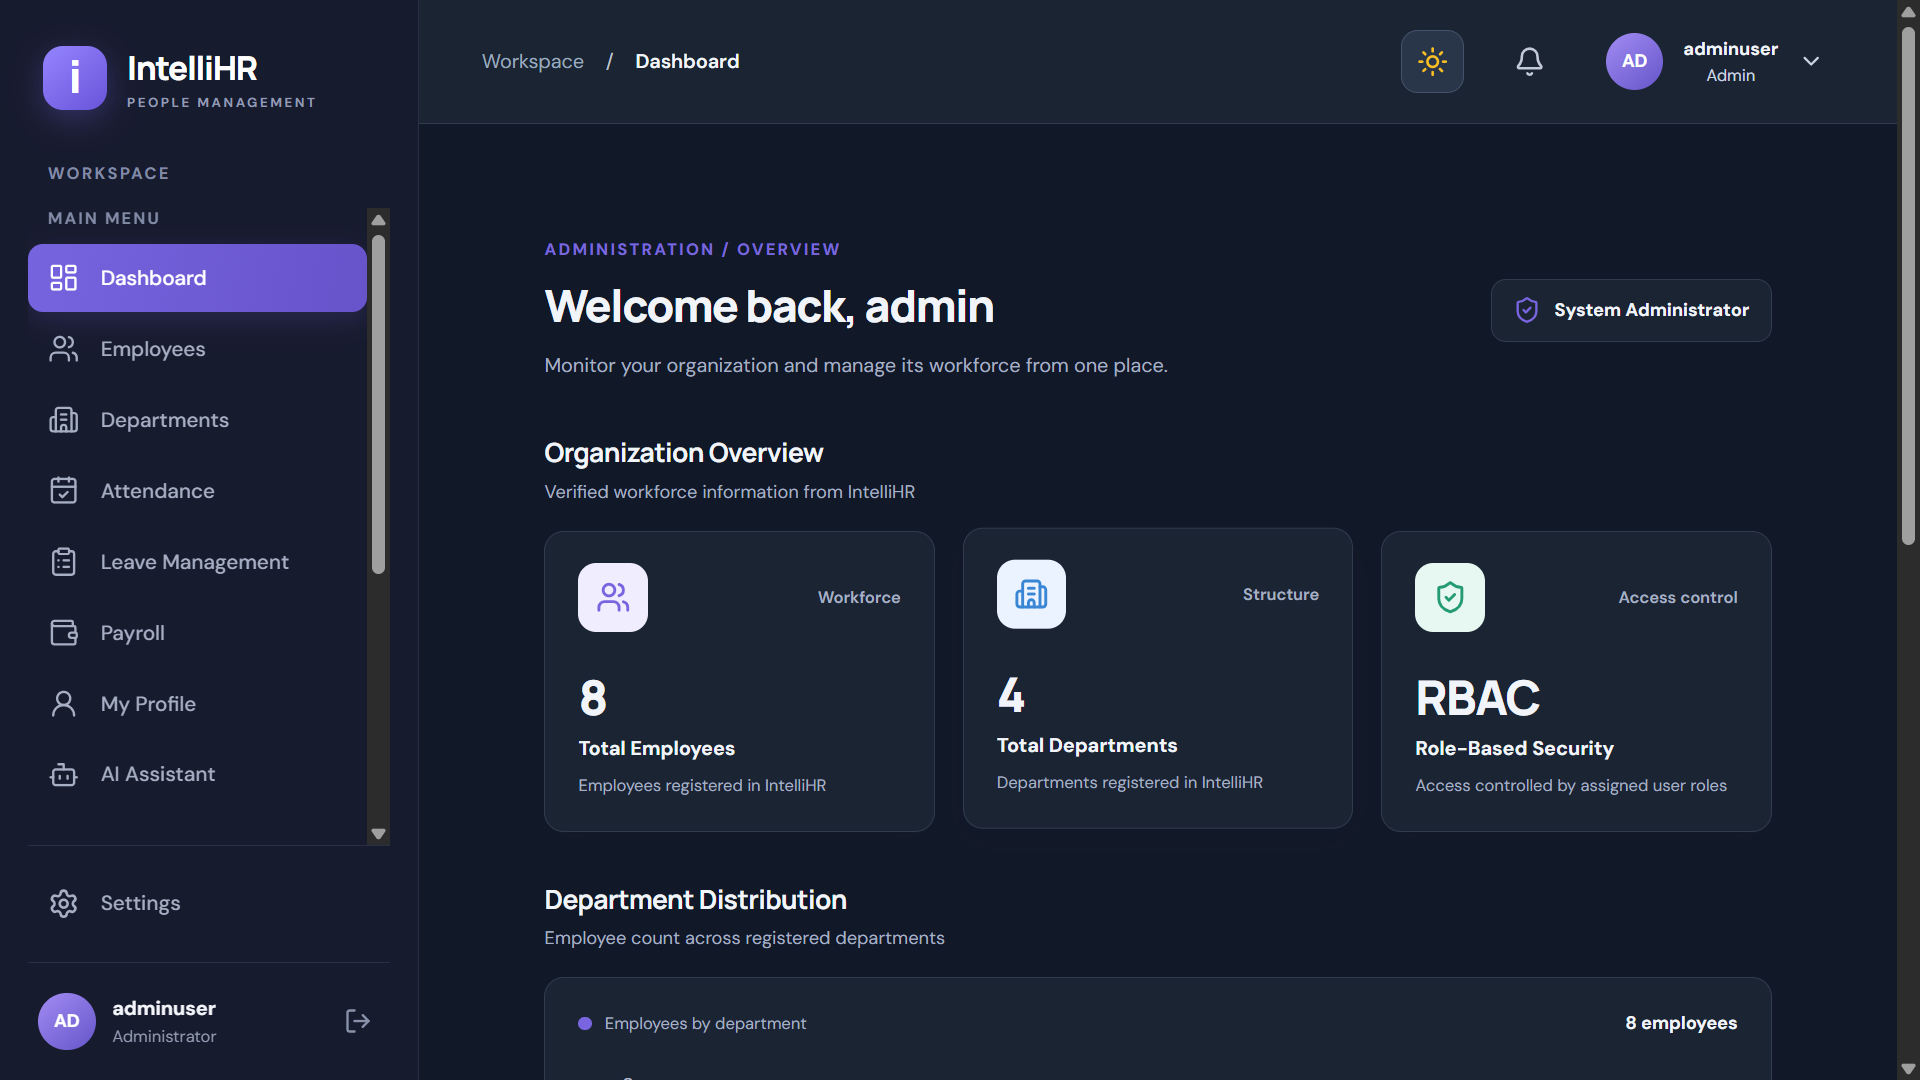 i
IntelliHR
PEOPLE MANAGEMENT
WORKSPACE
MAIN MENU
Dashboard
Employees
Departments
Attendance
Leave Management
Payroll
My Profile
AI Assistant
Settings
AD
adminuser
Administrator
Workspace / Dashboard
AD
adminuser
Admin
ADMINISTRATION / OVERVIEW
Welcome back, admin
Monitor your organization and manage its workforce from one place.
System Administrator
Organization Overview
Verified workforce information from IntelliHR
Workforce
8
Total Employees
Employees registered in IntelliHR
Structure
4
Total Departments
Departments registered in IntelliHR
Access control
RBAC
Role-Based Security
Access controlled by assigned user roles
Department Distribution
Employee count across registered departments
Employees by department
8 employees